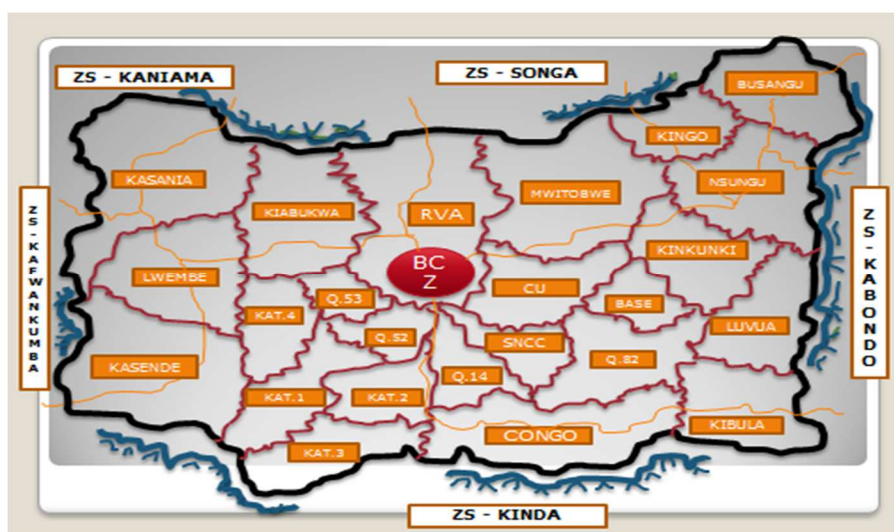 ZS - KANIAMA
ZS - SONGA
BUSANGU
KINGO
KASANIA
NSUNGU
MWITOBWE
KIABUKWA
RVA
ZS - KAFWANKUMBA
ZS - KABONDO
KINKUNKI
BC
Z
LWEMBE
CU
Q.53
BASE
KAT.4
LUVUA
Q.52
SNCC
Q.82
KASENDE
Q.14
KAT.1
KAT.2
KIBULA
CONGO
KAT.3
ZS - KINDA